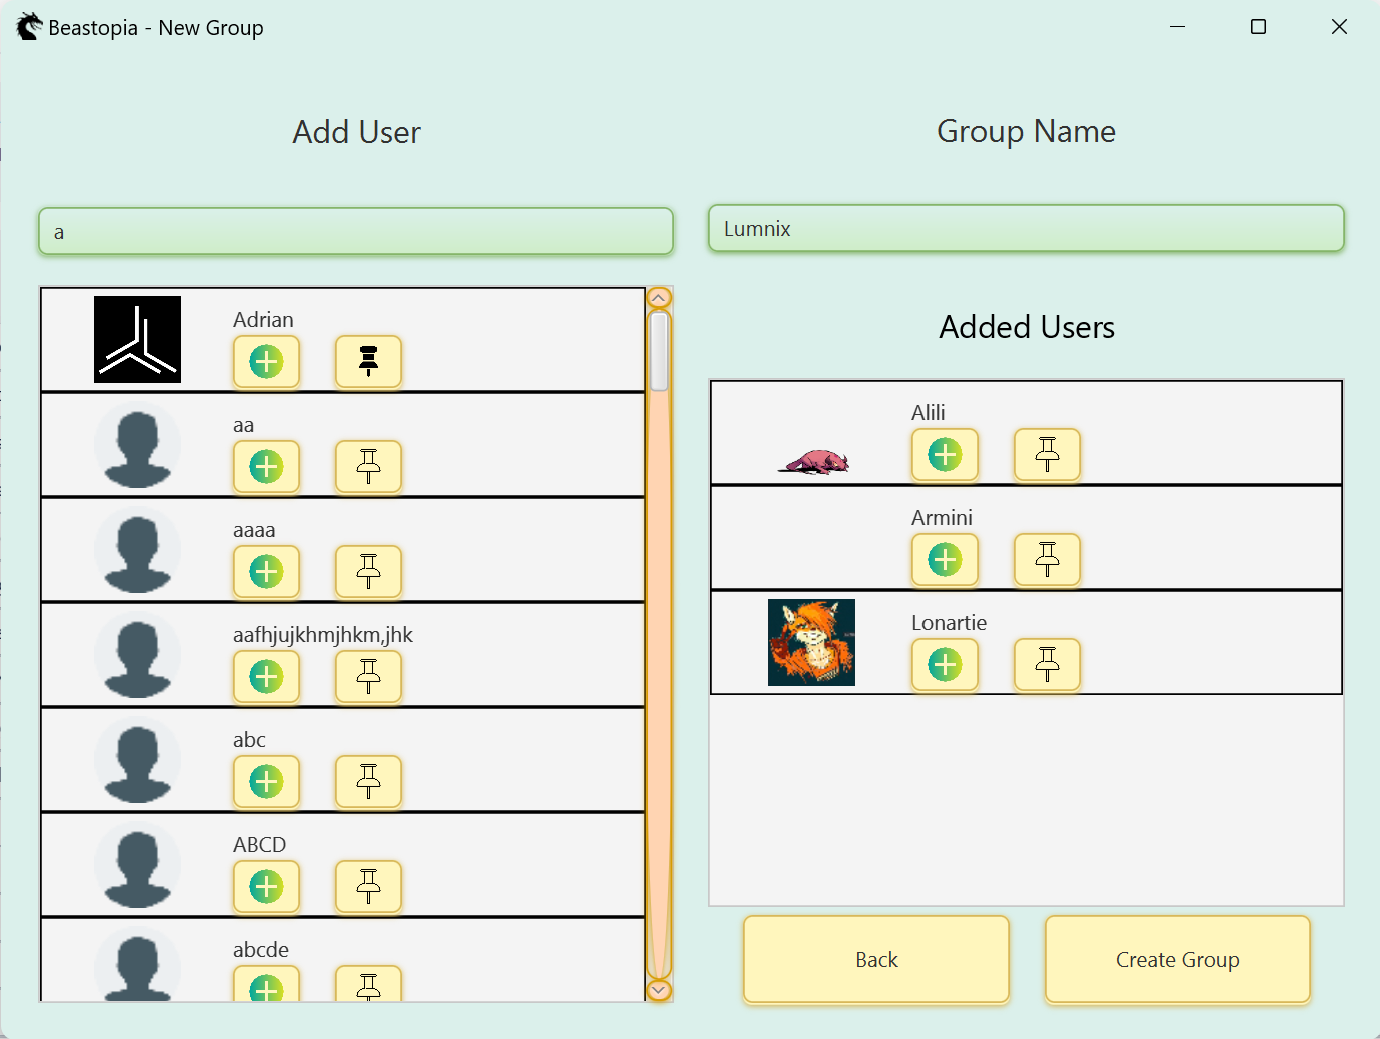 Beastopia - New Group
Add User
a
Adrian
aa
aaaa
aafhjujkhmjhkm,jhk
abc
ABCD
abcde
Group Name
Lumnix
Added Users
Alili
Armini
Lonartie
Back
Create Group